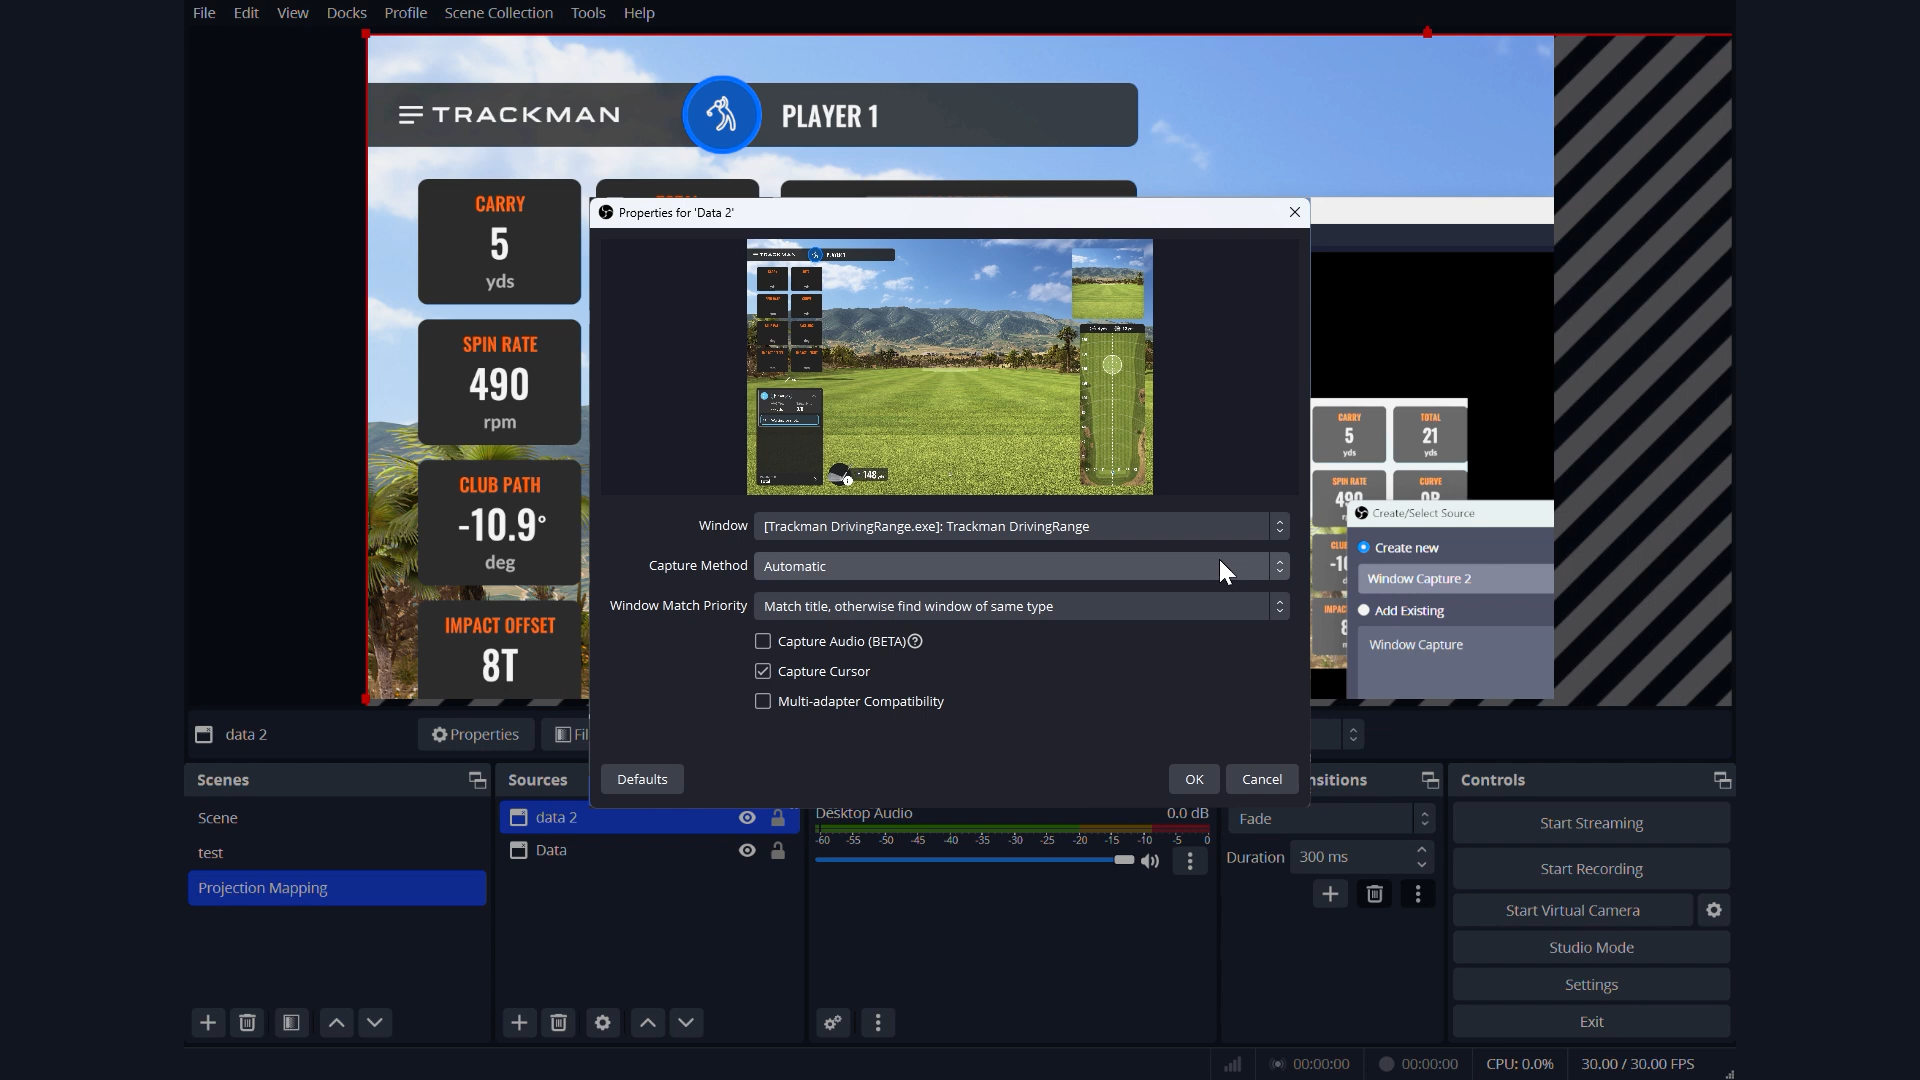 File Edit View Docks Profile Scene Collection Tools Help
TRACKMAN PLAYER 1
CARRY
5
yds
SPIN RATE
490
rpm
CLUB PATH
-10.9°
deg
IMPACT OFFSET
8T
Properties for 'Data 2'
TRACKMAN PLAYER 1
148
Window [Trackman DrivingRange.exe]: Trackman DrivingRange
Capture Method Automatic
Window Match Priority Match title, otherwise find window of same type
Capture Audio (BETA)
Capture Cursor
Multi-adapter Compatibility
Defaults OK Cancel
CARRY TOTAL
5 21
yds yds
SPIN RATE CURVE
490
Create/Select Source
Create new
Window Capture 2
Add Existing
Window Capture
data 2 Properties Fil
Scenes
Scene
test
Projection Mapping
Sources
data 2
Data
Desktop Audio 0.0 dB
-60 -55 -50 -45 -40 -35 -30 -25 -20 -15 -10 -5 0
nsitions
Fade
Duration 300 ms
Controls
Start Streaming
Start Recording
Start Virtual Camera
Studio Mode
Settings
Exit
00:00:00 00:00:00 CPU: 0.0% 30.00 / 30.00 FPS